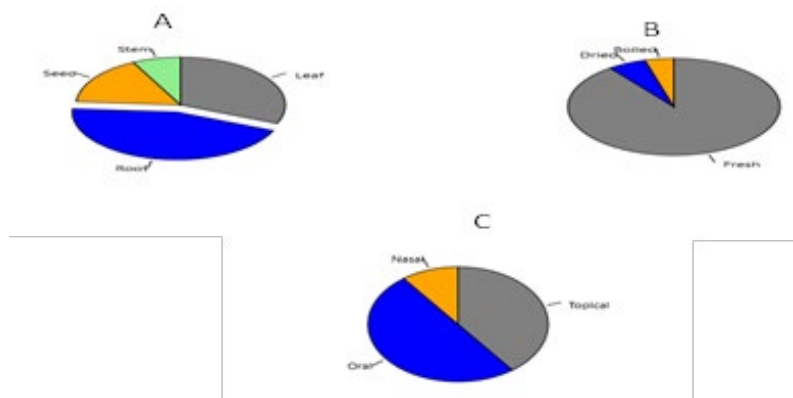 A
Stem
Seed
Leaf
Root
B
Boiled
Dried
Fresh
C
Nasal
Topical
Oral